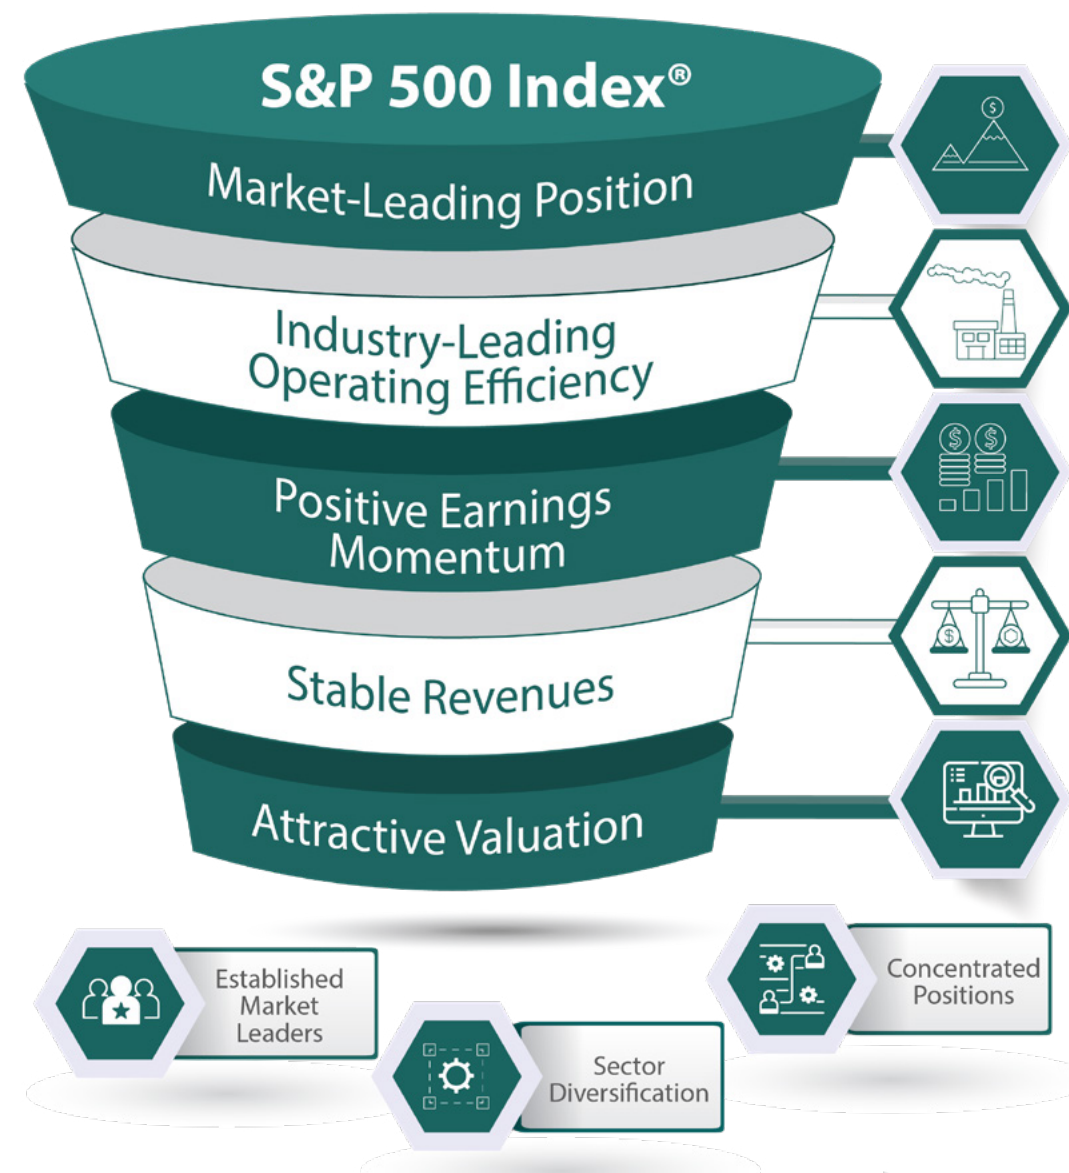 S&P 500 Index®
Market-Leading Position
Industry-Leading
Operating Efficiency
Positive Earnings
Momentum
Stable Revenues
Attractive Valuation
Established
Market
Leaders
Sector
Diversification
Concentrated
Positions